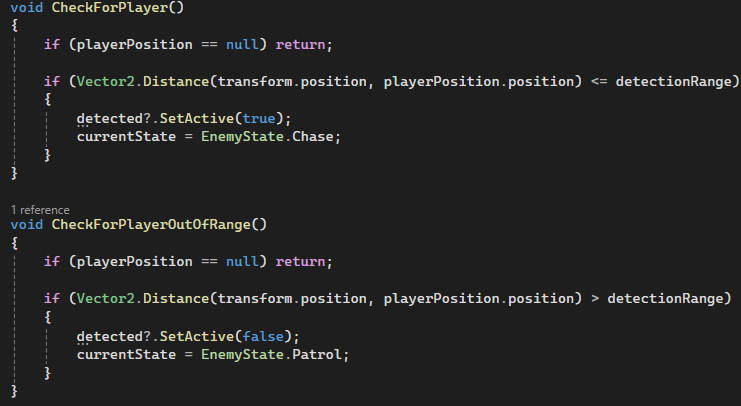 void CheckForPlayer()
{
    if (playerPosition == null) return;

    if (Vector2.Distance(transform.position, playerPosition.position) <= detectionRange)
    {
        detected?.SetActive(true);
        currentState = EnemyState.Chase;
    }
}

1 reference
void CheckForPlayerOutOfRange()
{
    if (playerPosition == null) return;

    if (Vector2.Distance(transform.position, playerPosition.position) > detectionRange)
    {
        detected?.SetActive(false);
        currentState = EnemyState.Patrol;
    }
}